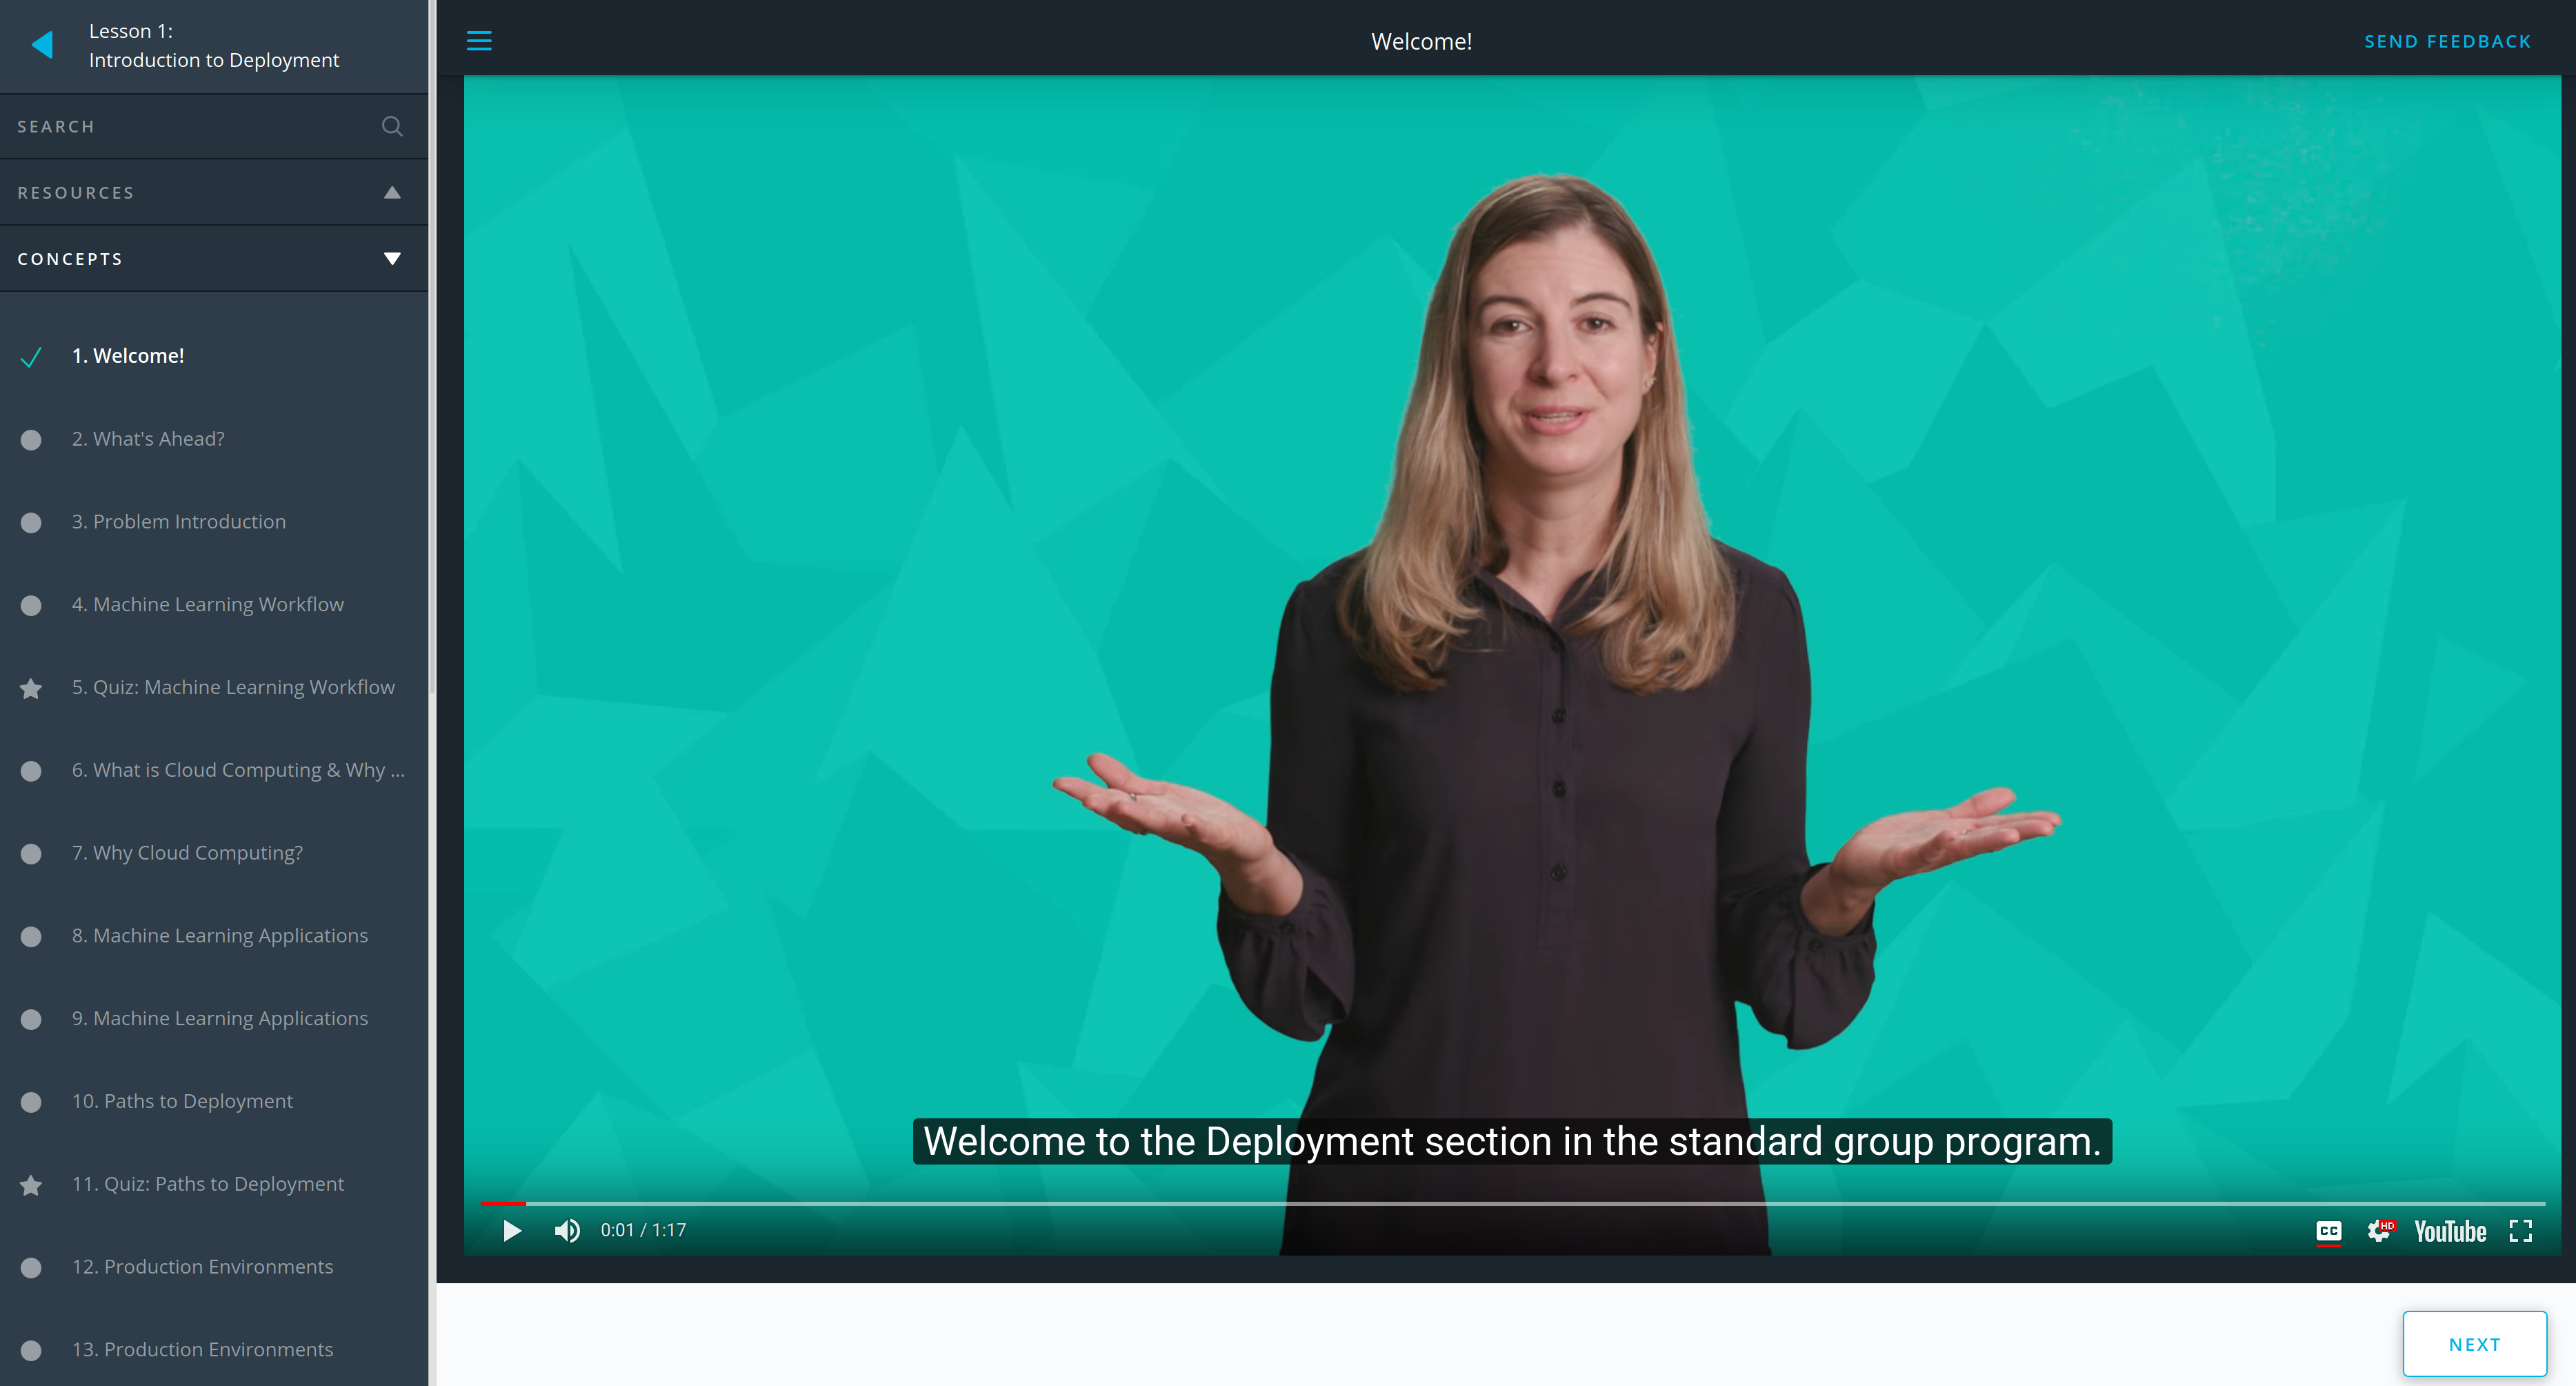 Lesson 1:
Introduction to Deployment
SEARCH
RESOURCES
CONCEPTS
1. Welcome!
2. What's Ahead?
3. Problem Introduction
4. Machine Learning Workflow
5. Quiz: Machine Learning Workflow
6. What is Cloud Computing & Why ...
7. Why Cloud Computing?
8. Machine Learning Applications
9. Machine Learning Applications
10. Paths to Deployment
11. Quiz: Paths to Deployment
12. Production Environments
13. Production Environments
Welcome!
SEND FEEDBACK
Welcome to the Deployment section in the standard group program.
0:01 / 1:17
CC
HD
YouTube
NEXT